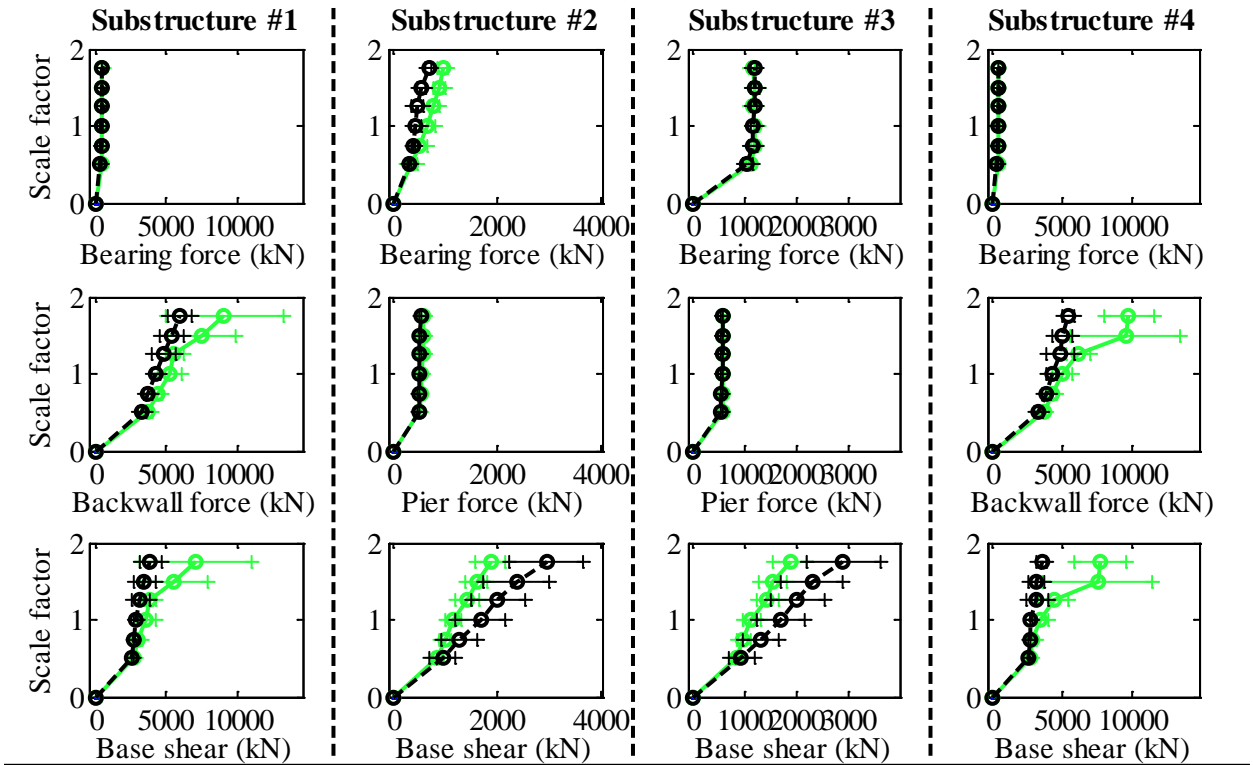 Substructure #1 Substructure #2 Substructure #3 Substructure #4
Scale factor
2
1
0
0 5000 10000
Bearing force (kN)
2
1
0
0 2000 4000
Bearing force (kN)
2
1
0
0 1000 2000 3000
Bearing force (kN)
2
1
0
0 5000 10000
Bearing force (kN)
Scale factor
2
1
0
0 5000 10000
Backwall force (kN)
2
1
0
0 2000 4000
Pier force (kN)
2
1
0
0 1000 2000 3000
Pier force (kN)
2
1
0
0 5000 10000
Backwall force (kN)
Scale factor
2
1
0
0 5000 10000
Base shear (kN)
2
1
0
0 2000 4000
Base shear (kN)
2
1
0
0 1000 2000 3000
Base shear (kN)
2
1
0
0 5000 10000
Base shear (kN)